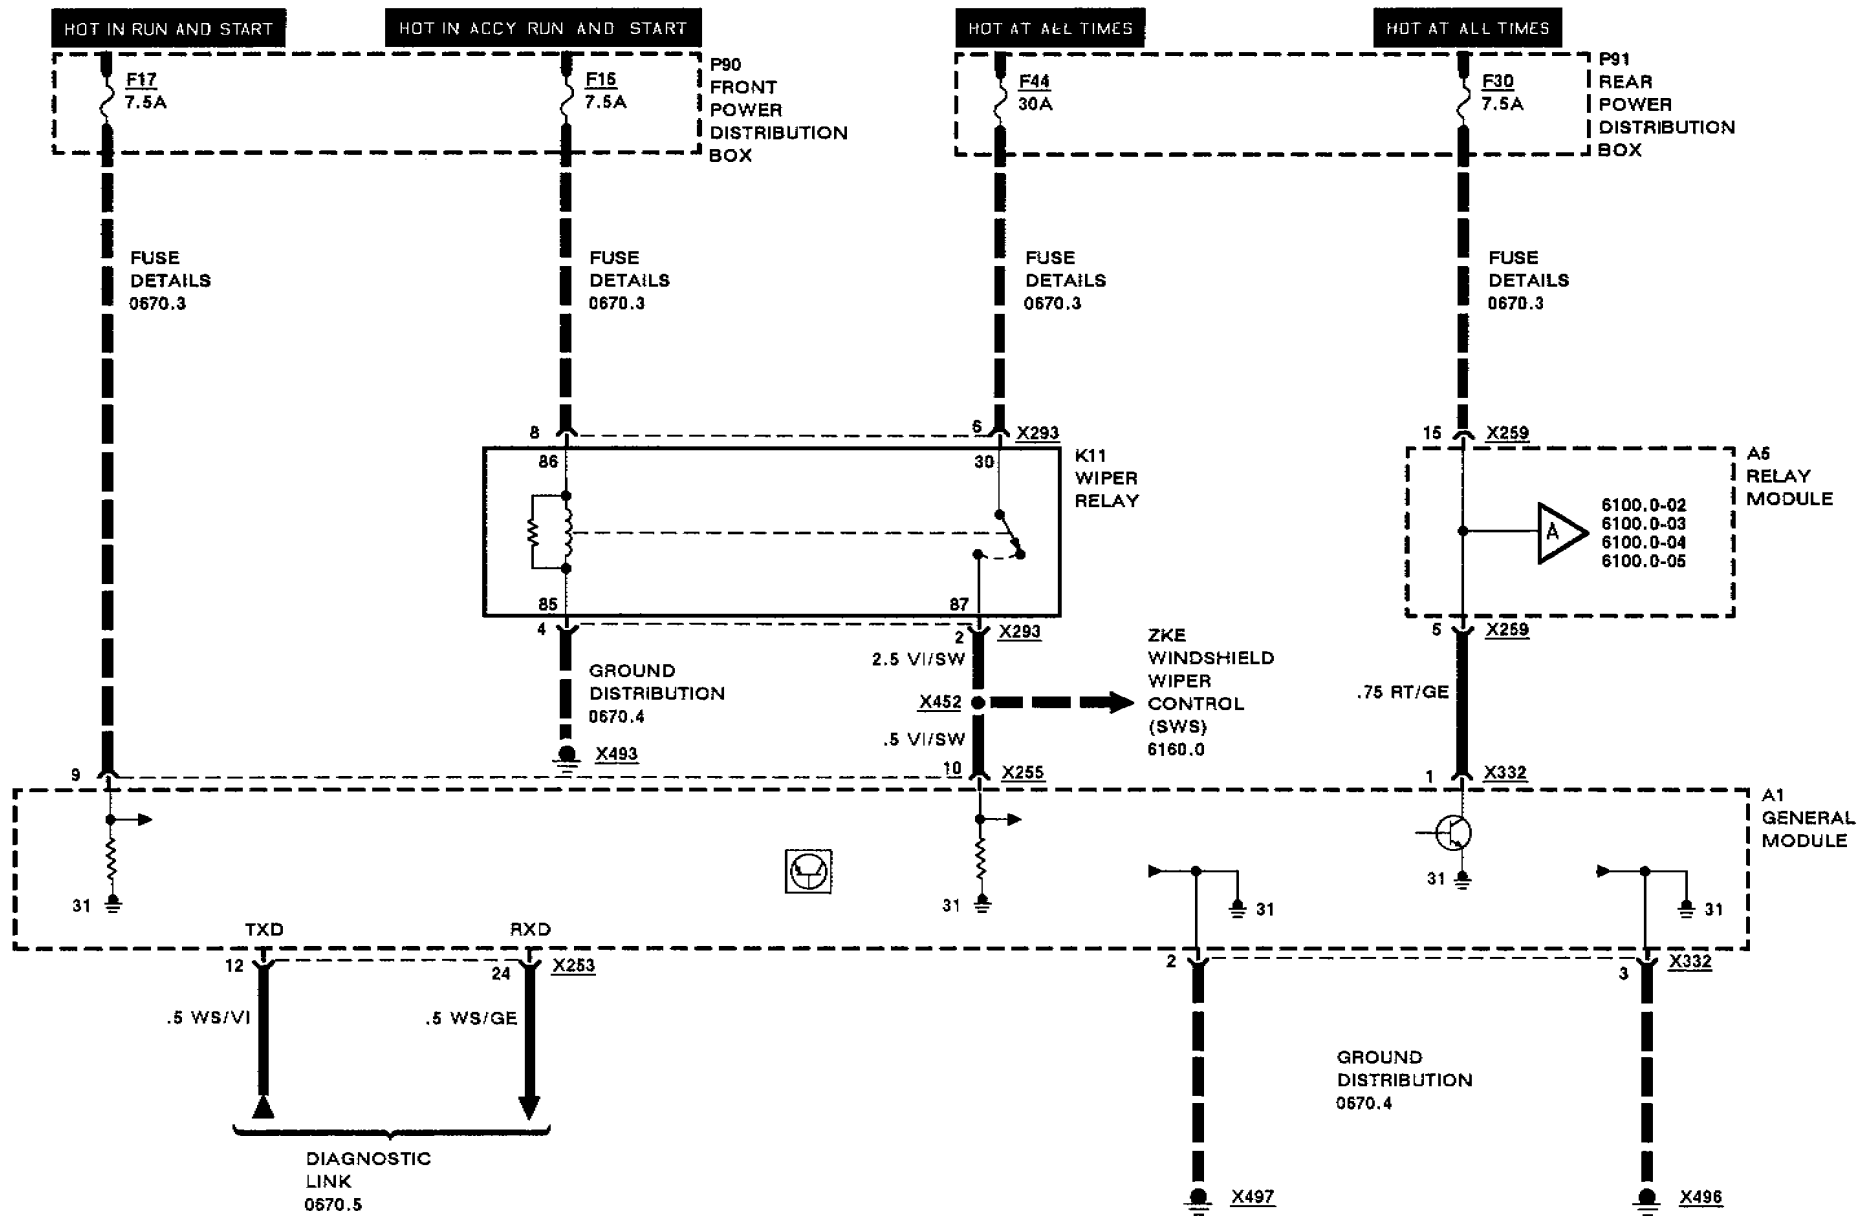 HOT IN RUN AND START
HOT IN ACCY RUN AND START
HOT AT ALL TIMES
HOT AT ALL TIMES
F17
7.5A
F15
7.5A
P90
FRONT
POWER
DISTRIBUTION
BOX
F44
30A
F30
7.5A
P91
REAR
POWER
DISTRIBUTION
BOX
FUSE
DETAILS
0670.3
FUSE
DETAILS
0670.3
FUSE
DETAILS
0670.3
FUSE
DETAILS
0670.3
8
6
X293
15
X259
86
30
K11
WIPER
RELAY
A5
RELAY
MODULE
A
6100.0-02
6100.0-03
6100.0-04
6100.0-05
85
87
4
2
X293
5
X259
2.5 VI/SW
GROUND
DISTRIBUTION
0670.4
X452
ZKE
WINDSHIELD
WIPER
CONTROL
(SWS)
6160.0
.75 RT/GE
.5 VI/SW
X493
9
10
X255
1
X332
A1
GENERAL
MODULE
31
31
31
31
31
TXD
RXD
12
24
X253
2
3
X332
.5 WS/VI
.5 WS/GE
GROUND
DISTRIBUTION
0670.4
DIAGNOSTIC
LINK
0670.5
X497
X496